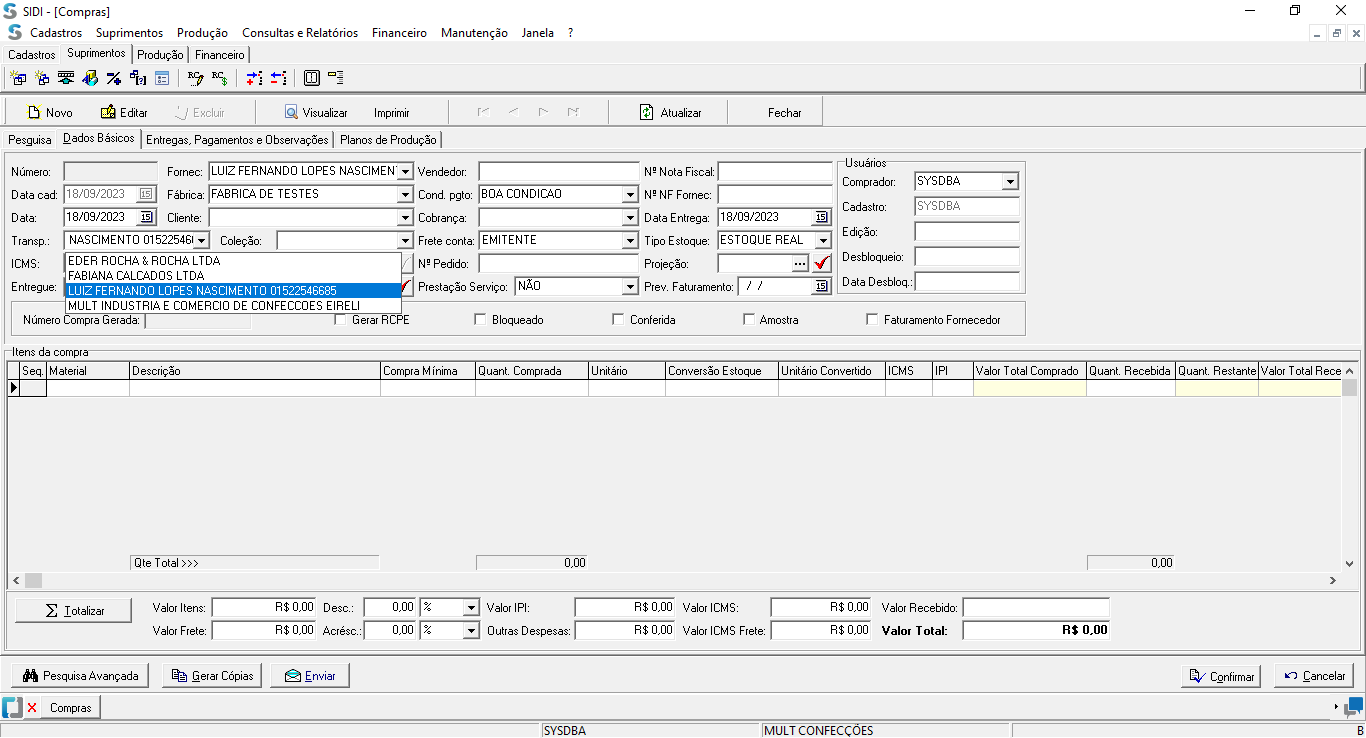 SIDI - [Compras]
Cadastros Suprimentos Produção Consultas e Relatórios Financeiro Manutenção Janela ?
Cadastros Suprimentos Produção Financeiro
Novo Editar Excluir Visualizar Imprimir Atualizar Fechar
Pesquisa Dados Básicos Entregas, Pagamentos e Observações Planos de Produção
Número: Fornec: LUIZ FERNANDO LOPES NASCIMEN Vendedor: Nº Nota Fiscal: Usuários
Data cad: 18/09/2023 15 Fábrica: FABRICA DE TESTES Cond. pgto: BOA CONDICAO Nº NF Fornec: Comprador: SYSDBA
Data: 18/09/2023 15 Cliente: Cobrança: Data Entrega: 18/09/2023 15 Cadastro: SYSDBA
Transp.: NASCIMENTO 01522546 Coleção: Frete conta: EMITENTE Tipo Estoque: ESTOQUE REAL Edição:
ICMS: Nº Pedido: Projeção: ... Desbloqueio:
Entregue: Prestação Serviço: NÃO Prev. Faturamento: / / 15 Data Desbloq.:
EDER ROCHA & ROCHA LTDA
FABIANA CALCADOS LTDA
LUIZ FERNANDO LOPES NASCIMENTO 01522546685
MULT INDUSTRIA E COMERCIO DE CONFECCOES EIRELI
Número Compra Gerada: Gerar RCPE Bloqueado Conferida Amostra Faturamento Fornecedor
Itens da compra
Seq. Material Descrição Compra Mínima Quant. Comprada Unitário Conversão Estoque Unitário Convertido ICMS IPI Valor Total Comprado Quant. Recebida Quant. Restante Valor Total Rece
Qte Total >>> 0,00 0,00
Totalizar Valor Itens: R$ 0,00 Desc.: 0,00 % Valor IPI: R$ 0,00 Valor ICMS: R$ 0,00 Valor Recebido:
Valor Frete: R$ 0,00 Acrésc.: 0,00 % Outras Despesas: R$ 0,00 Valor ICMS Frete: R$ 0,00 Valor Total: R$ 0,00
Pesquisa Avançada Gerar Cópias Enviar Confirmar Cancelar
Compras
SYSDBA MULT CONFECÇÕES B